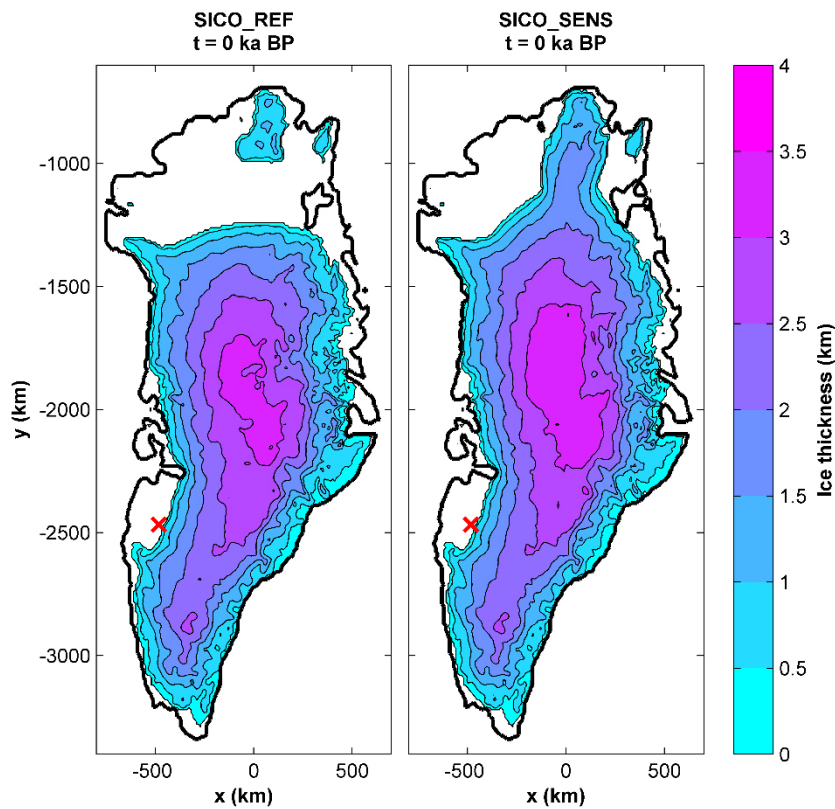 SICO_REF
t = 0 ka BP
SICO_SENS
t = 0 ka BP
y (km)
-1000
-1500
-2000
-2500
-3000
-500
0
500
x (km)
-500
0
500
x (km)
4
3.5
3
2.5
2
1.5
1
0.5
0
Ice thickness (km)